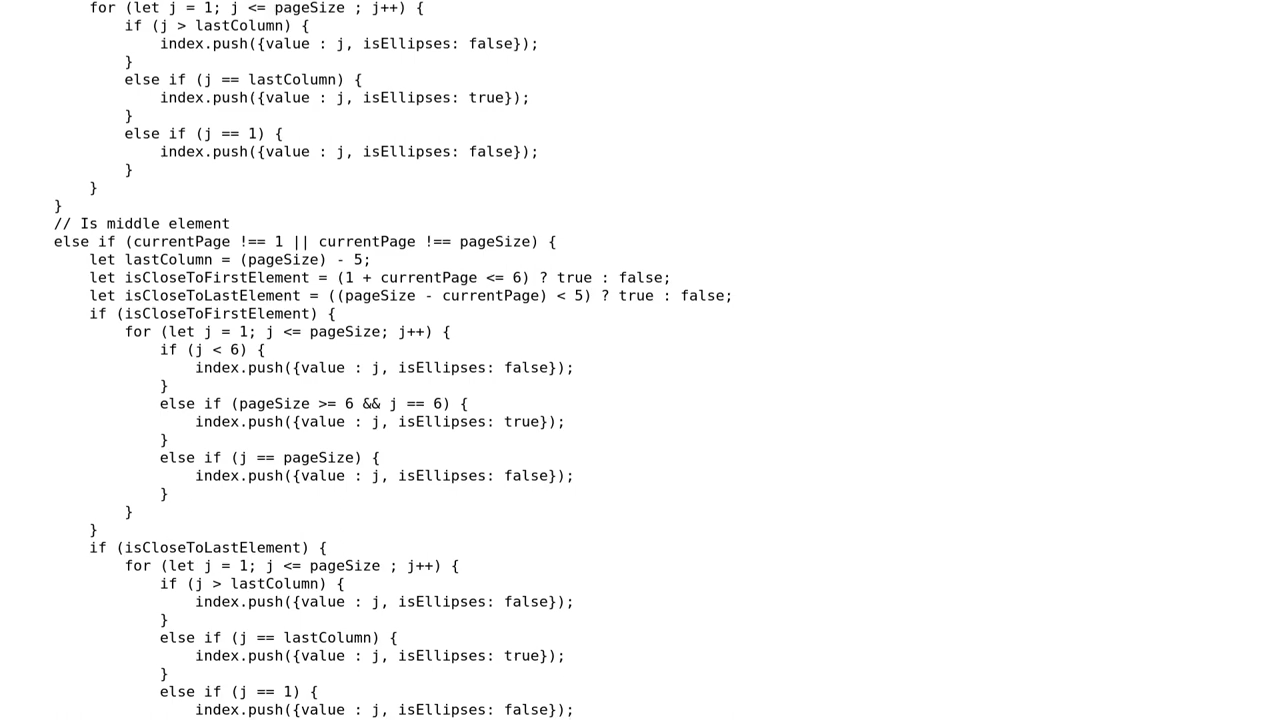 for (let j = 1; j <= pageSize ; j++) {
if (j > lastColumn) {
index.push({value : j, isEllipses: false});
}
else if (j == lastColumn) {
index.push({value : j, isEllipses: true});
}
else if (j == 1) {
index.push({value : j, isEllipses: false});
}
}
}
// Is middle element
else if (currentPage !== 1 || currentPage !== pageSize) {
let lastColumn = (pageSize) - 5;
let isCloseToFirstElement = (1 + currentPage <= 6) ? true : false;
let isCloseToLastElement = ((pageSize - currentPage) < 5) ? true : false;
if (isCloseToFirstElement) {
for (let j = 1; j <= pageSize; j++) {
if (j < 6) {
index.push({value : j, isEllipses: false});
}
else if (pageSize >= 6 && j == 6) {
index.push({value : j, isEllipses: true});
}
else if (j == pageSize) {
index.push({value : j, isEllipses: false});
}
}
}
if (isCloseToLastElement) {
for (let j = 1; j <= pageSize ; j++) {
if (j > lastColumn) {
index.push({value : j, isEllipses: false});
}
else if (j == lastColumn) {
index.push({value : j, isEllipses: true});
}
else if (j == 1) {
index.push({value : j, isEllipses: false});